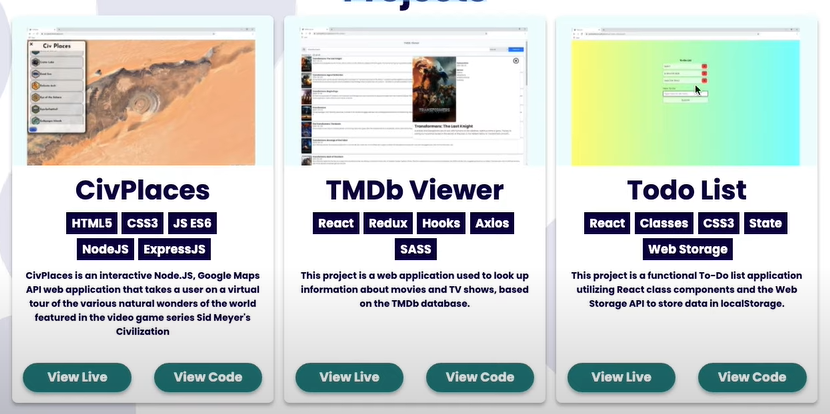 Projects
Civ Places
Transformers: The Last Knight
CivPlaces
HTML5 CSS3 JS ES6
NodeJS ExpressJS
CivPlaces is an interactive Node.JS, Google Maps
API web application that takes a user on a virtual
tour of the various natural wonders of the world
featured in the video game series Sid Meyer's
Civilization
View Live View Code
TMDb Viewer
React Redux Hooks Axios
SASS
This project is a web application used to look up
information about movies and TV shows, based
on the TMDb database.
View Live View Code
Todo List
React Classes CSS3 State
Web Storage
This project is a functional To-Do list application
utilizing React class components and the Web
Storage API to store data in localStorage.
View Live View Code